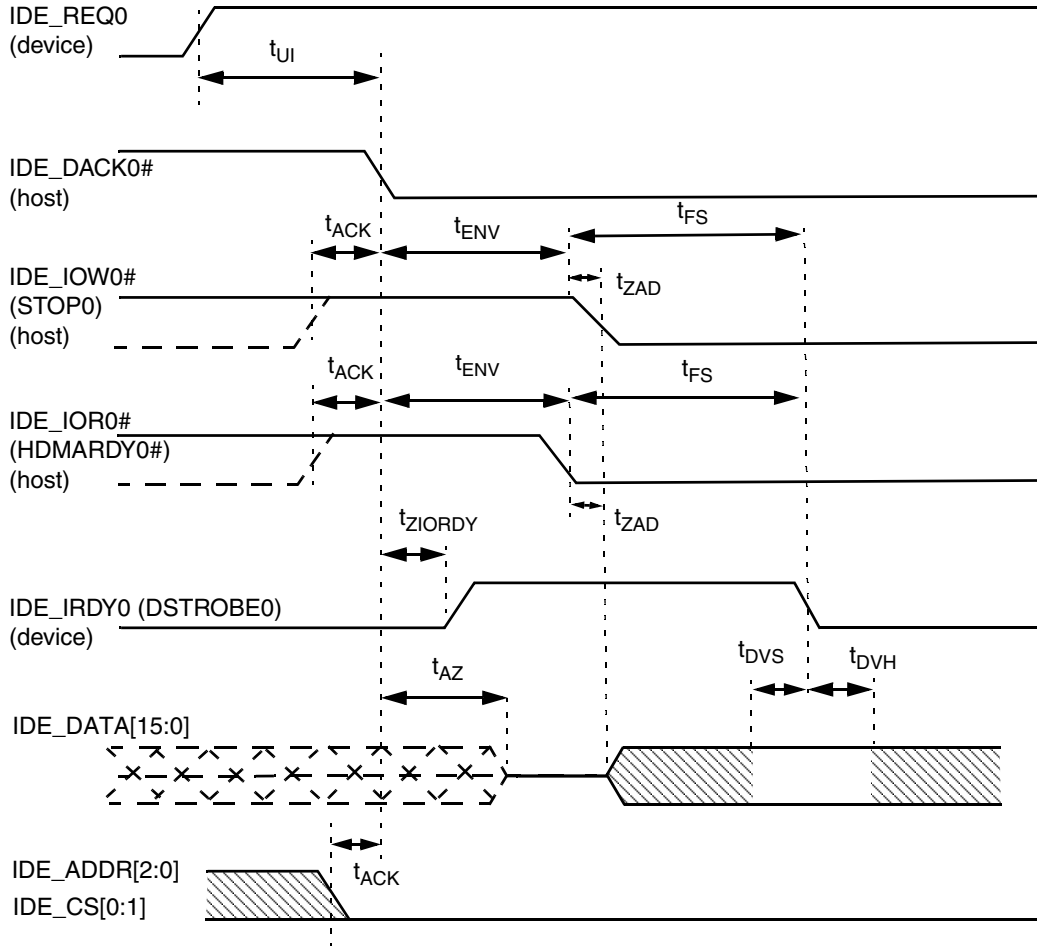 IDE_REQ0
(device)
tUI
IDE_DACK0#
(host)
tACK
tENV
tFS
IDE_IOW0#
(STOP0)
(host)
tZAD
tACK
tENV
tFS
IDE_IOR0#
(HDMARDY0#)
(host)
tZIORDY
tZAD
IDE_IRDY0 (DSTROBE0)
(device)
tDVS
tDVH
tAZ
IDE_DATA[15:0]
tACK
IDE_ADDR[2:0]
IDE_CS[0:1]